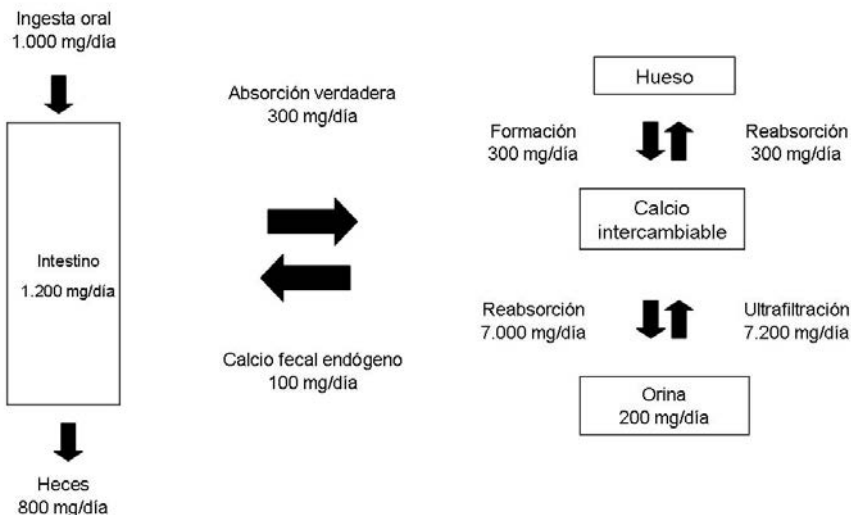 Ingesta oral
1.000 mg/día
Intestino
1.200 mg/día
Heces
800 mg/día
Absorción verdadera
300 mg/día
Calcio fecal endógeno
100 mg/día
Hueso
Formación
300 mg/día
Reabsorción
300 mg/día
Calcio
intercambiable
Reabsorción
7.000 mg/día
Ultrafiltración
7.200 mg/día
Orina
200 mg/día